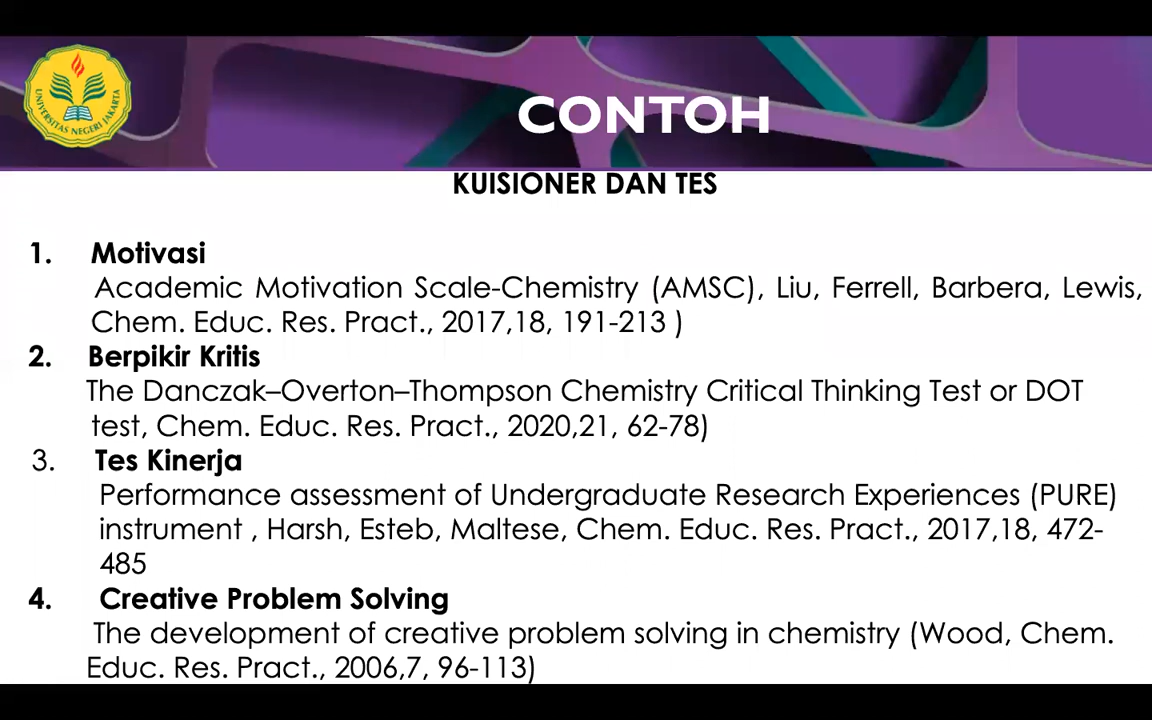 UNIVERSITAS NEGERI JAKARTA
CONTOH
KUISIONER DAN TES
1. Motivasi
Academic Motivation Scale-Chemistry (AMSC), Liu, Ferrell, Barbera, Lewis,
Chem. Educ. Res. Pract., 2017,18, 191-213 )
2. Berpikir Kritis
The Danczak–Overton–Thompson Chemistry Critical Thinking Test or DOT
test, Chem. Educ. Res. Pract., 2020,21, 62-78)
3. Tes Kinerja
Performance assessment of Undergraduate Research Experiences (PURE)
instrument , Harsh, Esteb, Maltese, Chem. Educ. Res. Pract., 2017,18, 472-
485
4. Creative Problem Solving
The development of creative problem solving in chemistry (Wood, Chem.
Educ. Res. Pract., 2006,7, 96-113)